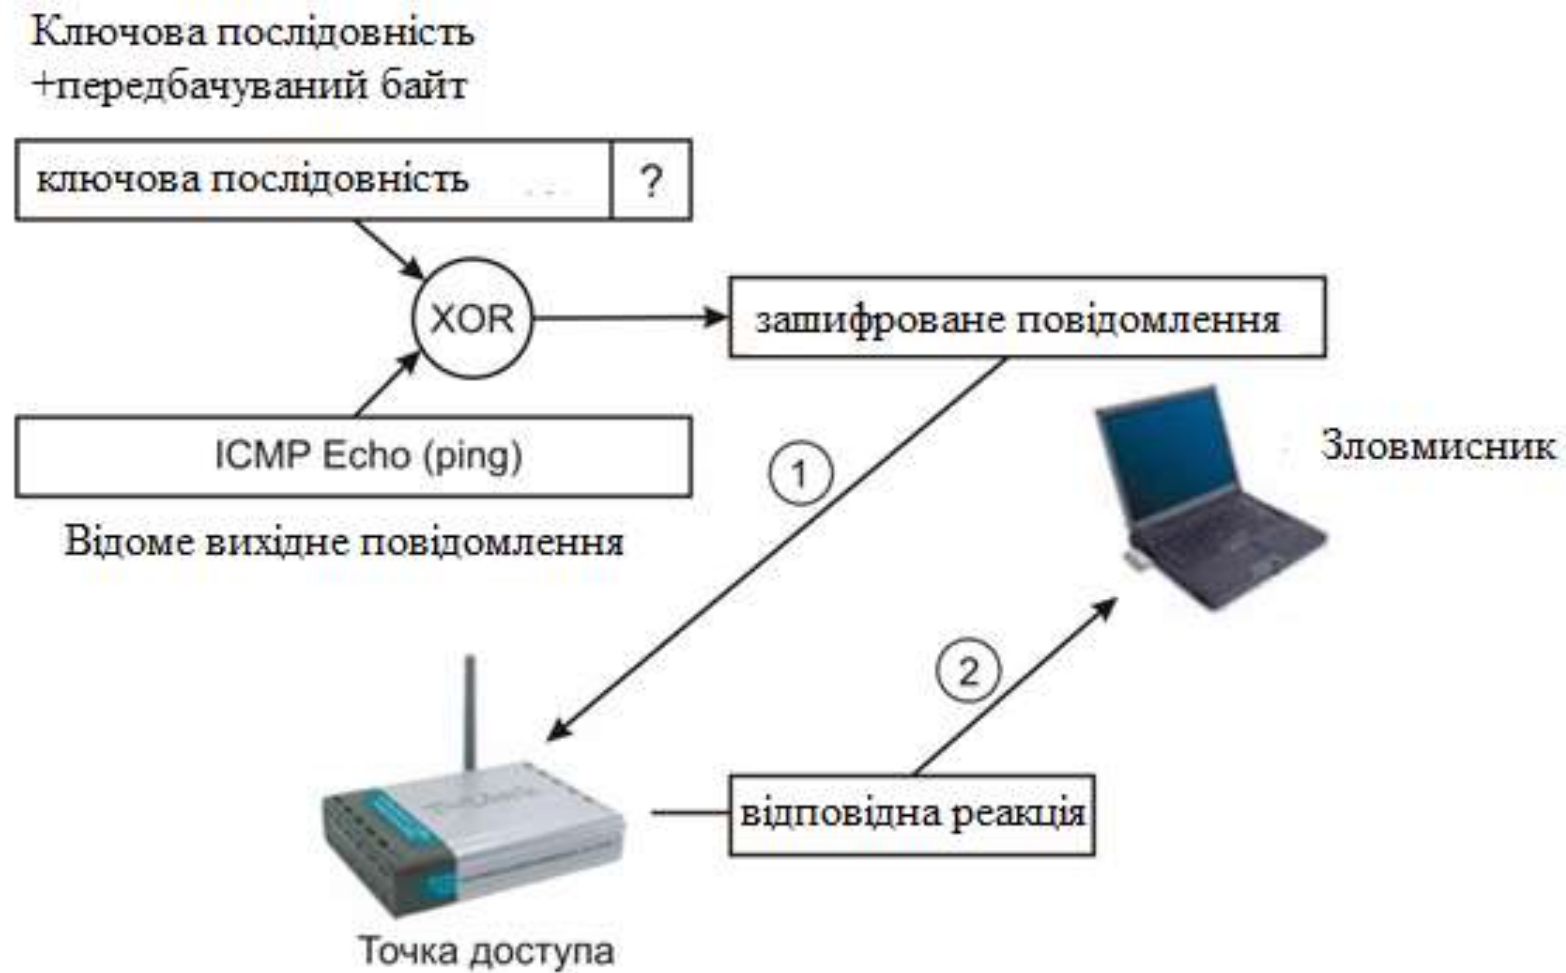 Ключова послідовність
+передбачуваний байт
ключова послідовність ... ?
XOR
зашифроване повідомлення
ICMP Echo (ping)
Відоме вихідне повідомлення
1
Зловмисник
2
відповідна реакція
Точка доступа